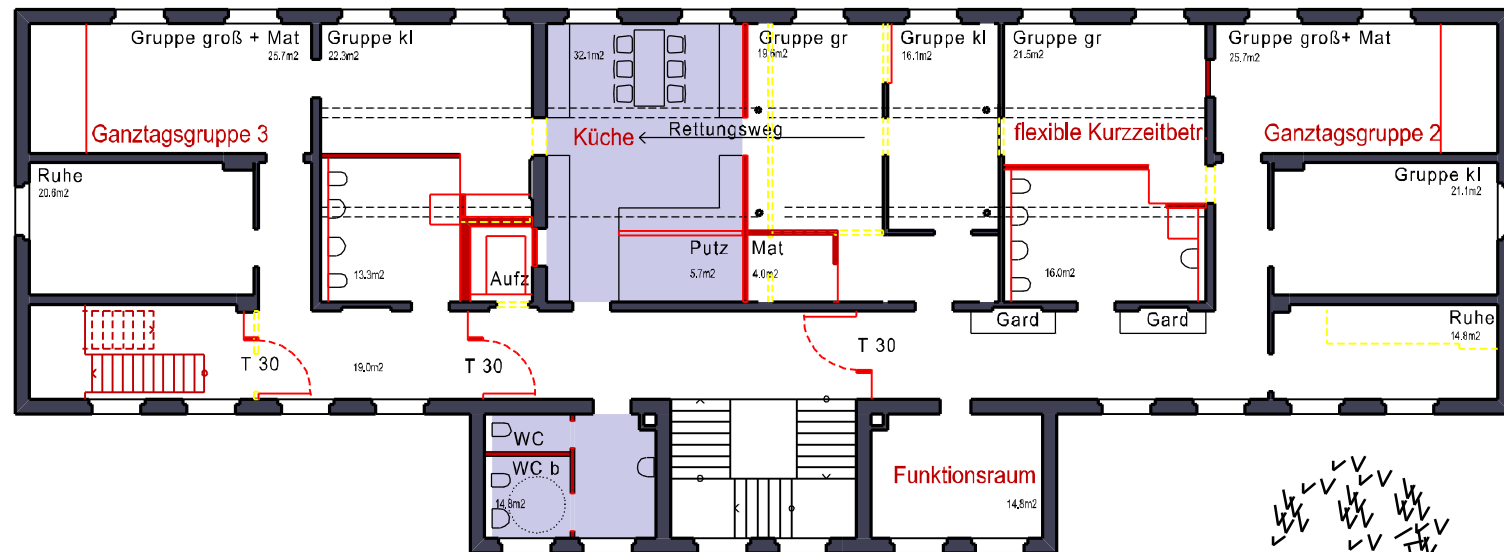 Gruppe groß + Mat
25.7m2
Gruppe kl
22.3m2
32.1m2
Gruppe gr
19.6m2
Gruppe kl
16.1m2
Gruppe gr
21.5m2
Gruppe groß+ Mat
25.7m2
Ganztagsgruppe 3
Küche
Rettungsweg
flexible Kurzzeitbetr.
Ganztagsgruppe 2
Ruhe
20.6m2
Gruppe kl
21.1m2
13.3m2
Aufz
Putz
5.7m2
Mat
4.0m2
16.0m2
Gard
Gard
Ruhe
14.8m2
T 30
19.0m2
T 30
T 30
WC
WC b
14.8m2
Funktionsraum
14.8m2